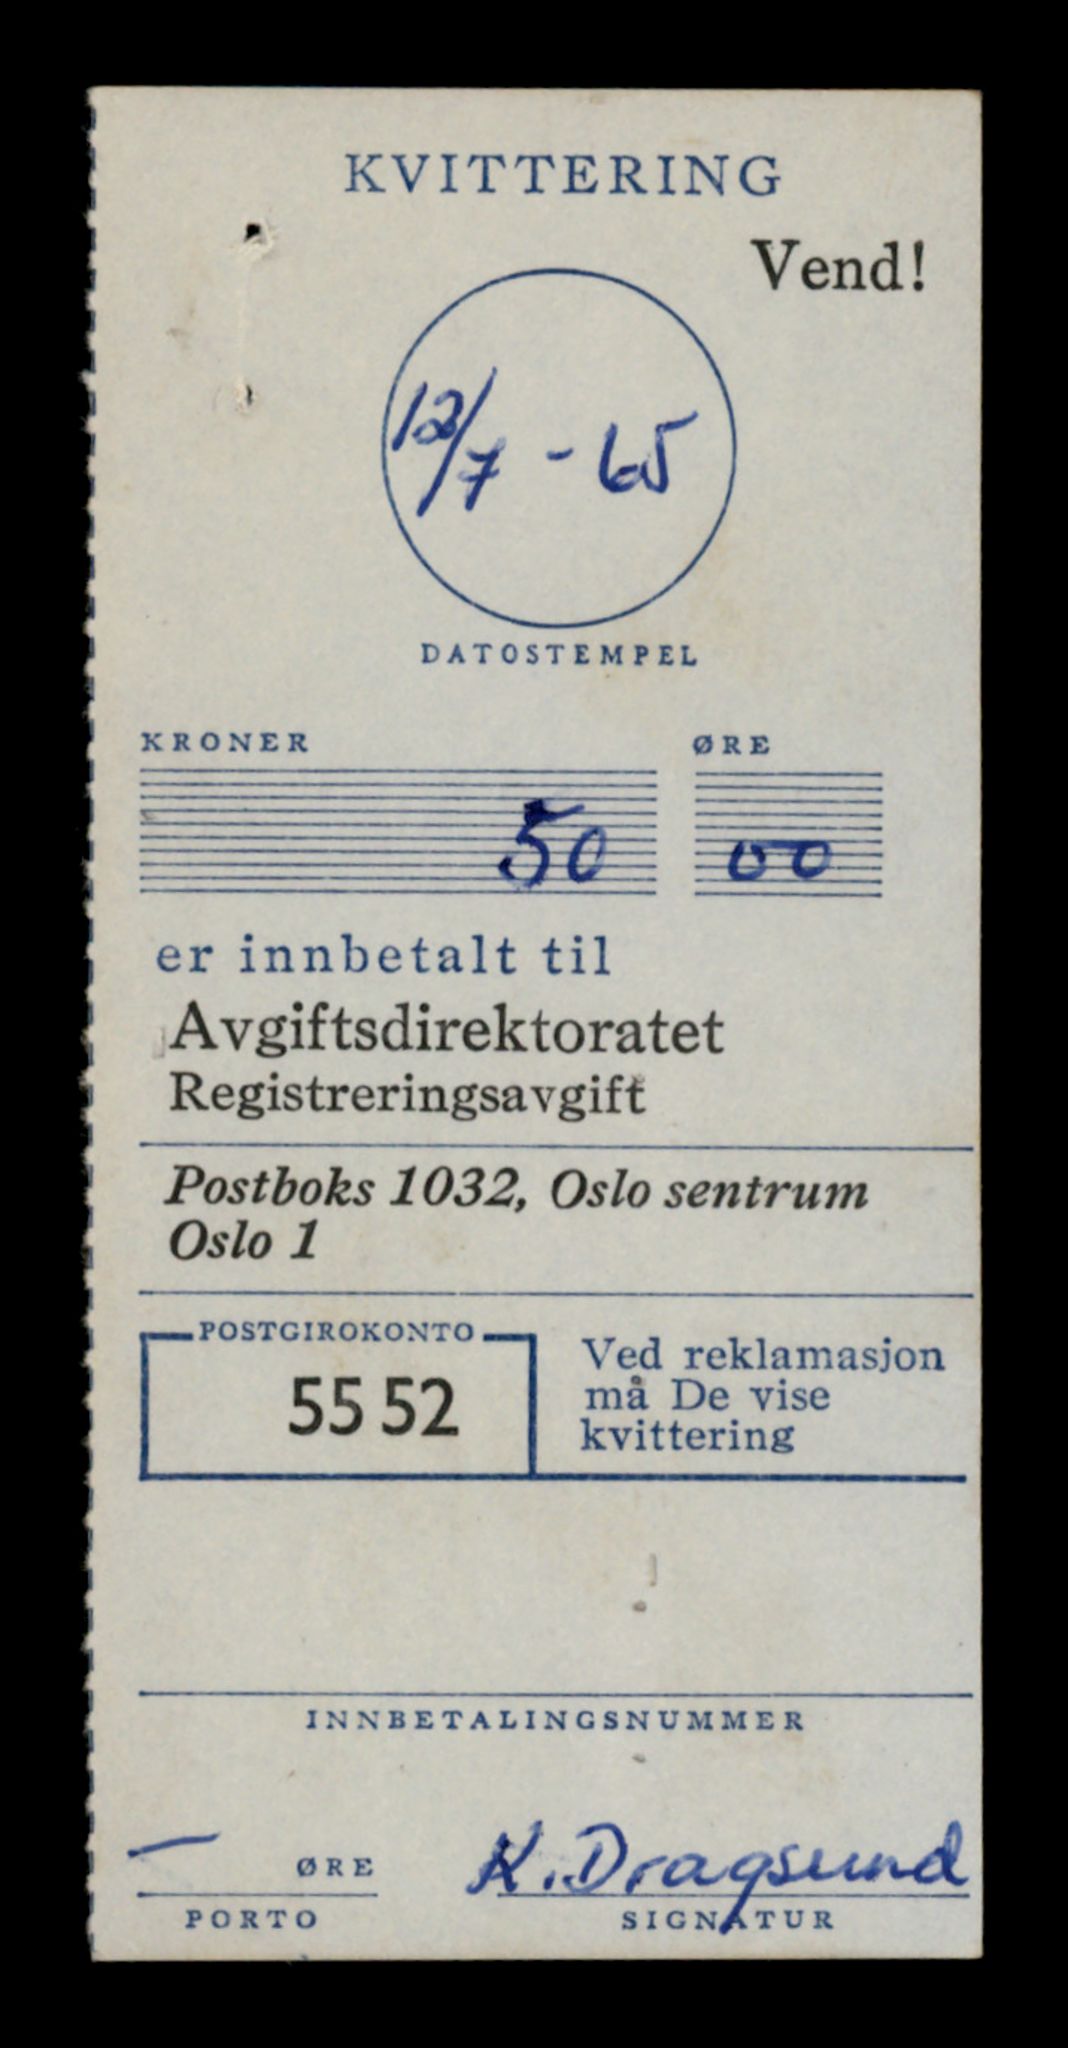 KVITTERING
Vend!
12/7 - 65
DATOSTEMPEL
KRONER ØRE
50 00
er innbetalt til
Avgiftsdirektoratet
Registreringsavgift
Postboks 1032, Oslo sentrum
Oslo 1
POSTGIROKONTO
55 52
Ved reklamasjon
må De vise
kvittering
INNBETALINGSNUMMER
— ØRE
K. Dragsund
PORTO
SIGNATUR